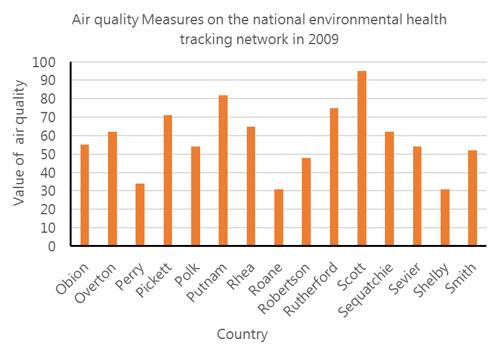 Air quality Measures on the national environmental health
tracking network in 2009
Value of air quality
100
90
80
70
60
50
40
30
20
10
0
Obion
Overton
Perry
Pickett
Polk
Putnam
Rhea
Roane
Robertson
Rutherford
Scott
Sequatchie
Sevier
Shelby
Smith
Country